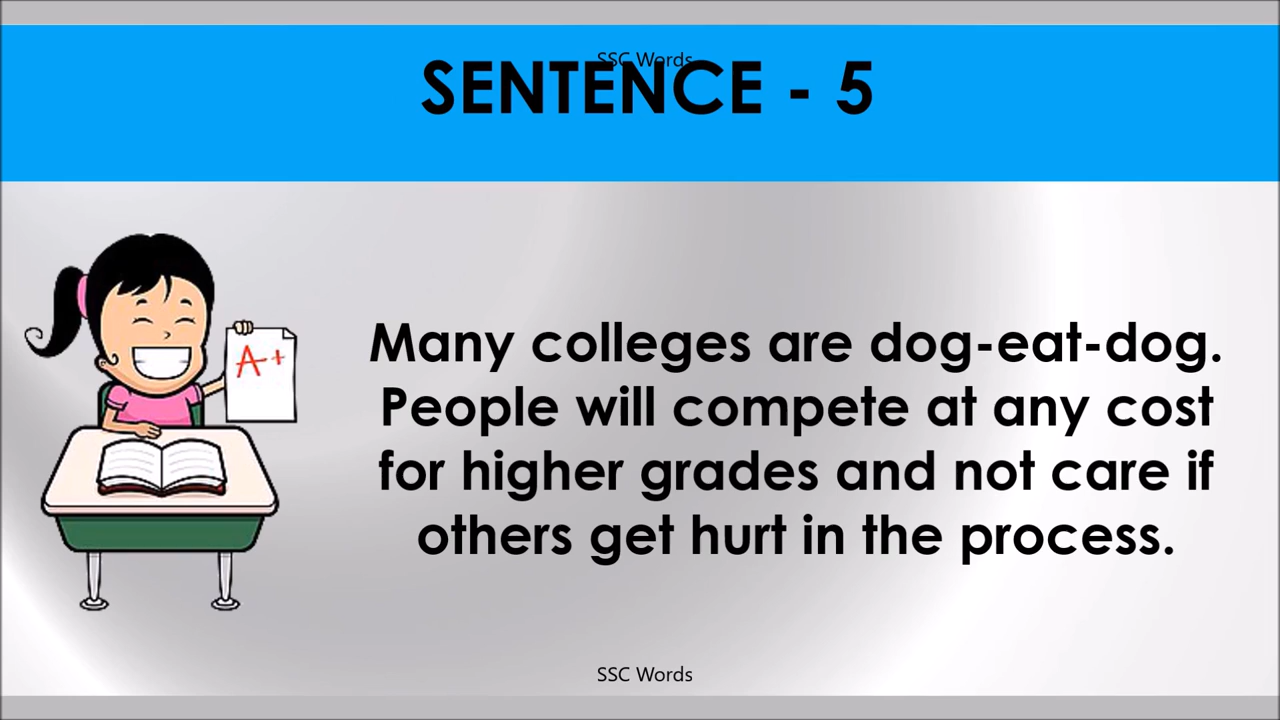 SSC Words
SENTENCE - 5
A+
Many colleges are dog-eat-dog.
People will compete at any cost
for higher grades and not care if
others get hurt in the process.
SSC Words